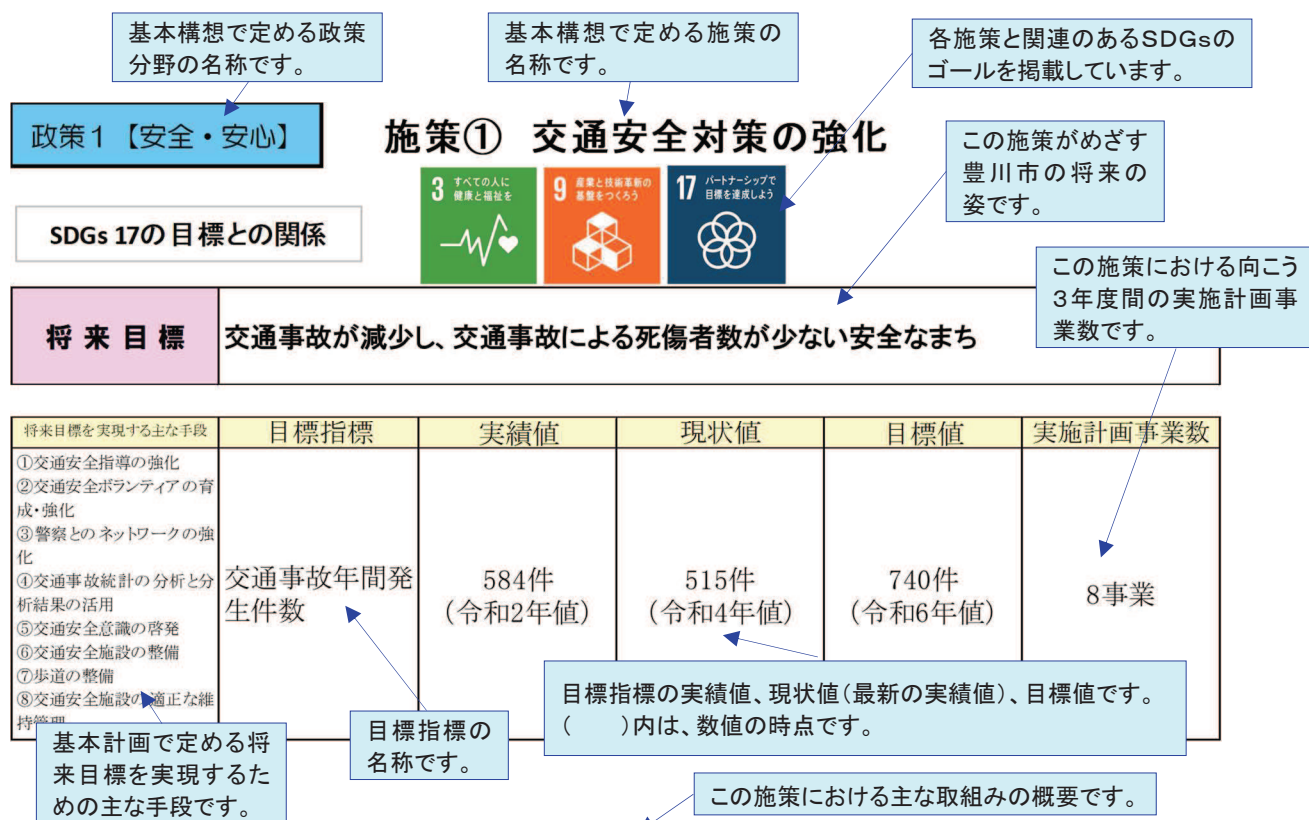 基本構想で定める政策
分野の名称です。
基本構想で定める施策の
名称です。
各施策と関連のあるSDGsの
ゴールを掲載しています。
政策1【安全・安心】
施策① 交通安全対策の強化
この施策がめざす
豊川市の将来の
姿です。
SDGs 17の目標との関係
3 すべての人に
健康と福祉を
9 産業と技術革新の
基盤をつくろう
17 パートナーシップで
目標を達成しよう
この施策における向こう
3年度間の実施計画事
業数です。
将来目標
交通事故が減少し、交通事故による死傷者数が少ない安全なまち
将来目標を実現する主な手段 目標指標 実績値 現状値 目標値 実施計画事業数
①交通安全指導の強化
②交通安全ボランティアの育
成・強化
③警察とのネットワークの強
化
④交通事故統計の分析と分
析結果の活用
⑤交通安全意識の啓発
⑥交通安全施設の整備
⑦歩道の整備
⑧交通安全施設の適正な維
持管理
交通事故年間発
生件数
584件
(令和2年値)
515件
(令和4年値)
740件
(令和6年値)
8事業
目標指標の実績値、現状値(最新の実績値)、目標値です。
(　　)内は、数値の時点です。
目標指標の
名称です。
基本計画で定める将
来目標を実現するた
めの主な手段です。
この施策における主な取組みの概要です。